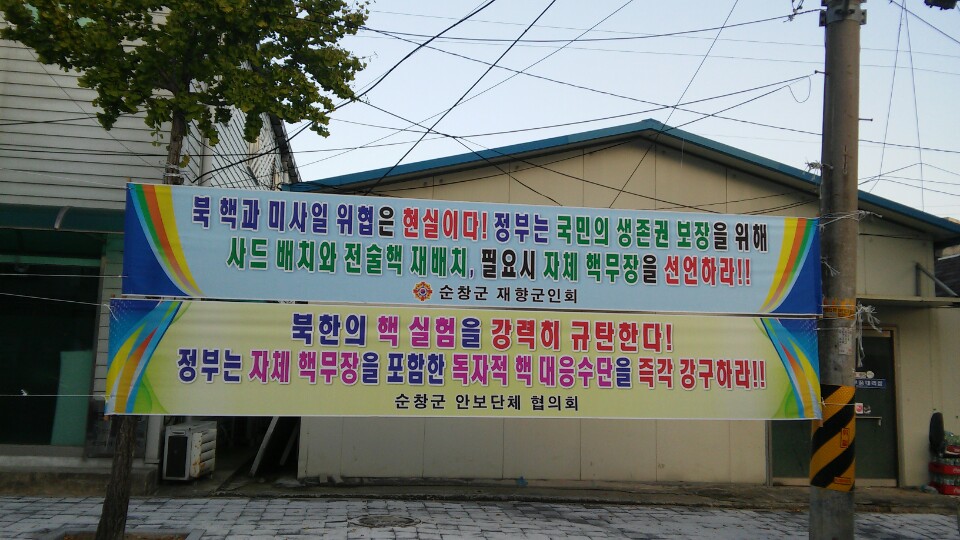 북 핵과 미사일 위협은 현실이다! 정부는 국민의 생존권 보장을 위해
사드 배치와 전술핵 재배치, 필요시 자체 핵무장을 선언하라!!
순창군 재향군인회
북한의 핵 실험을 강력히 규탄한다!
정부는 자체 핵무장을 포함한 독자적 핵 대응수단을 즉각 강구하라!!
순창군 안보단체 협의회